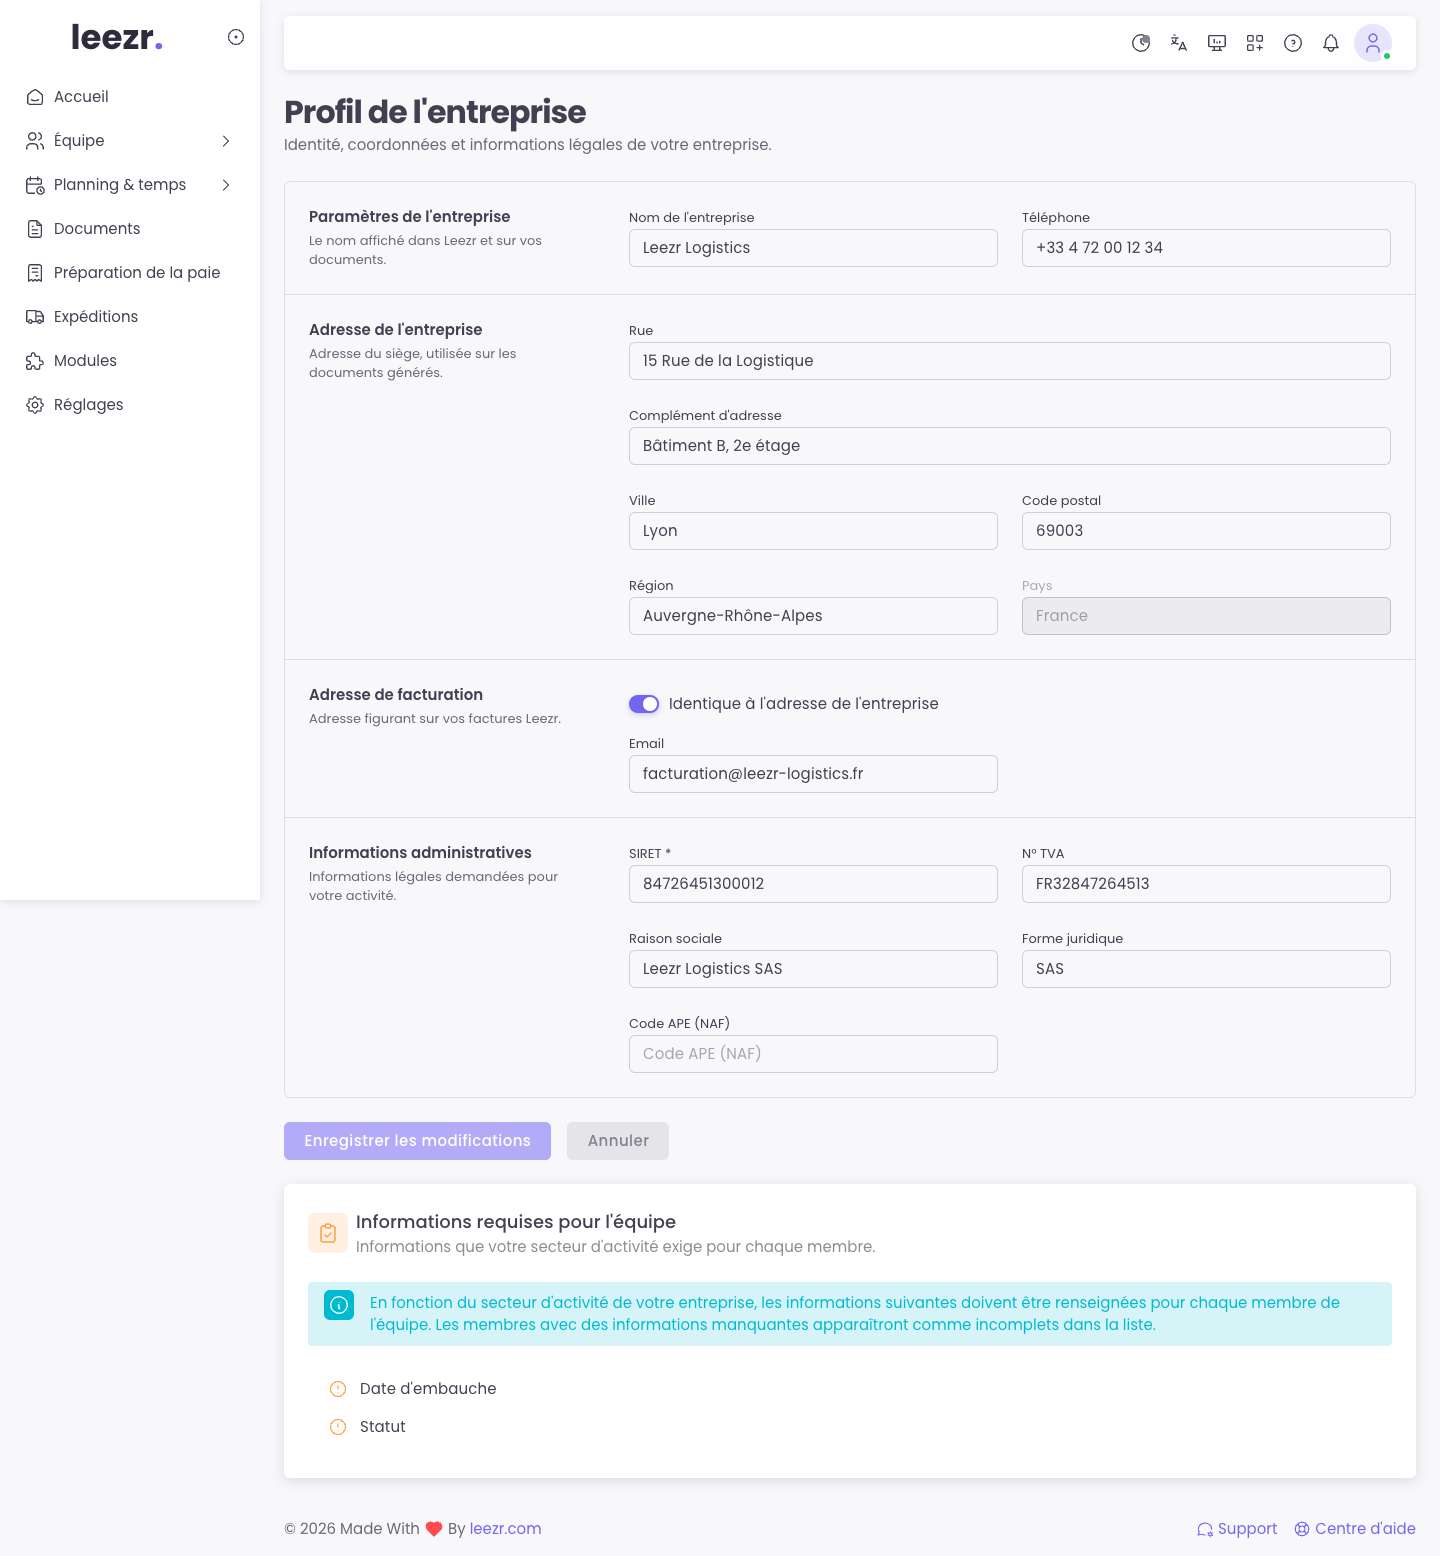 leezr.
Accueil
Équipe
Planning & temps
Documents
Préparation de la paie
Expéditions
Modules
Réglages
Profil de l'entreprise
Identité, coordonnées et informations légales de votre entreprise.
Paramètres de l'entreprise
Le nom affiché dans Leezr et sur vos
documents.
Nom de l'entreprise
Leezr Logistics
Téléphone
+33 4 72 00 12 34
Adresse de l'entreprise
Adresse du siège, utilisée sur les
documents générés.
Rue
15 Rue de la Logistique
Complément d'adresse
Bâtiment B, 2e étage
Ville
Lyon
Code postal
69003
Région
Auvergne-Rhône-Alpes
Pays
France
Adresse de facturation
Adresse figurant sur vos factures Leezr.
Identique à l'adresse de l'entreprise
Email
facturation@leezr-logistics.fr
Informations administratives
Informations légales demandées pour
votre activité.
SIRET *
84726451300012
N° TVA
FR32847264513
Raison sociale
Leezr Logistics SAS
Forme juridique
SAS
Code APE (NAF)
Code APE (NAF)
Enregistrer les modifications
Annuler
Informations requises pour l'équipe
Informations que votre secteur d'activité exige pour chaque membre.
En fonction du secteur d'activité de votre entreprise, les informations suivantes doivent être renseignées pour chaque membre de
l'équipe. Les membres avec des informations manquantes apparaîtront comme incomplets dans la liste.
Date d'embauche
Statut
© 2026 Made With By leezr.com
Support
Centre d'aide